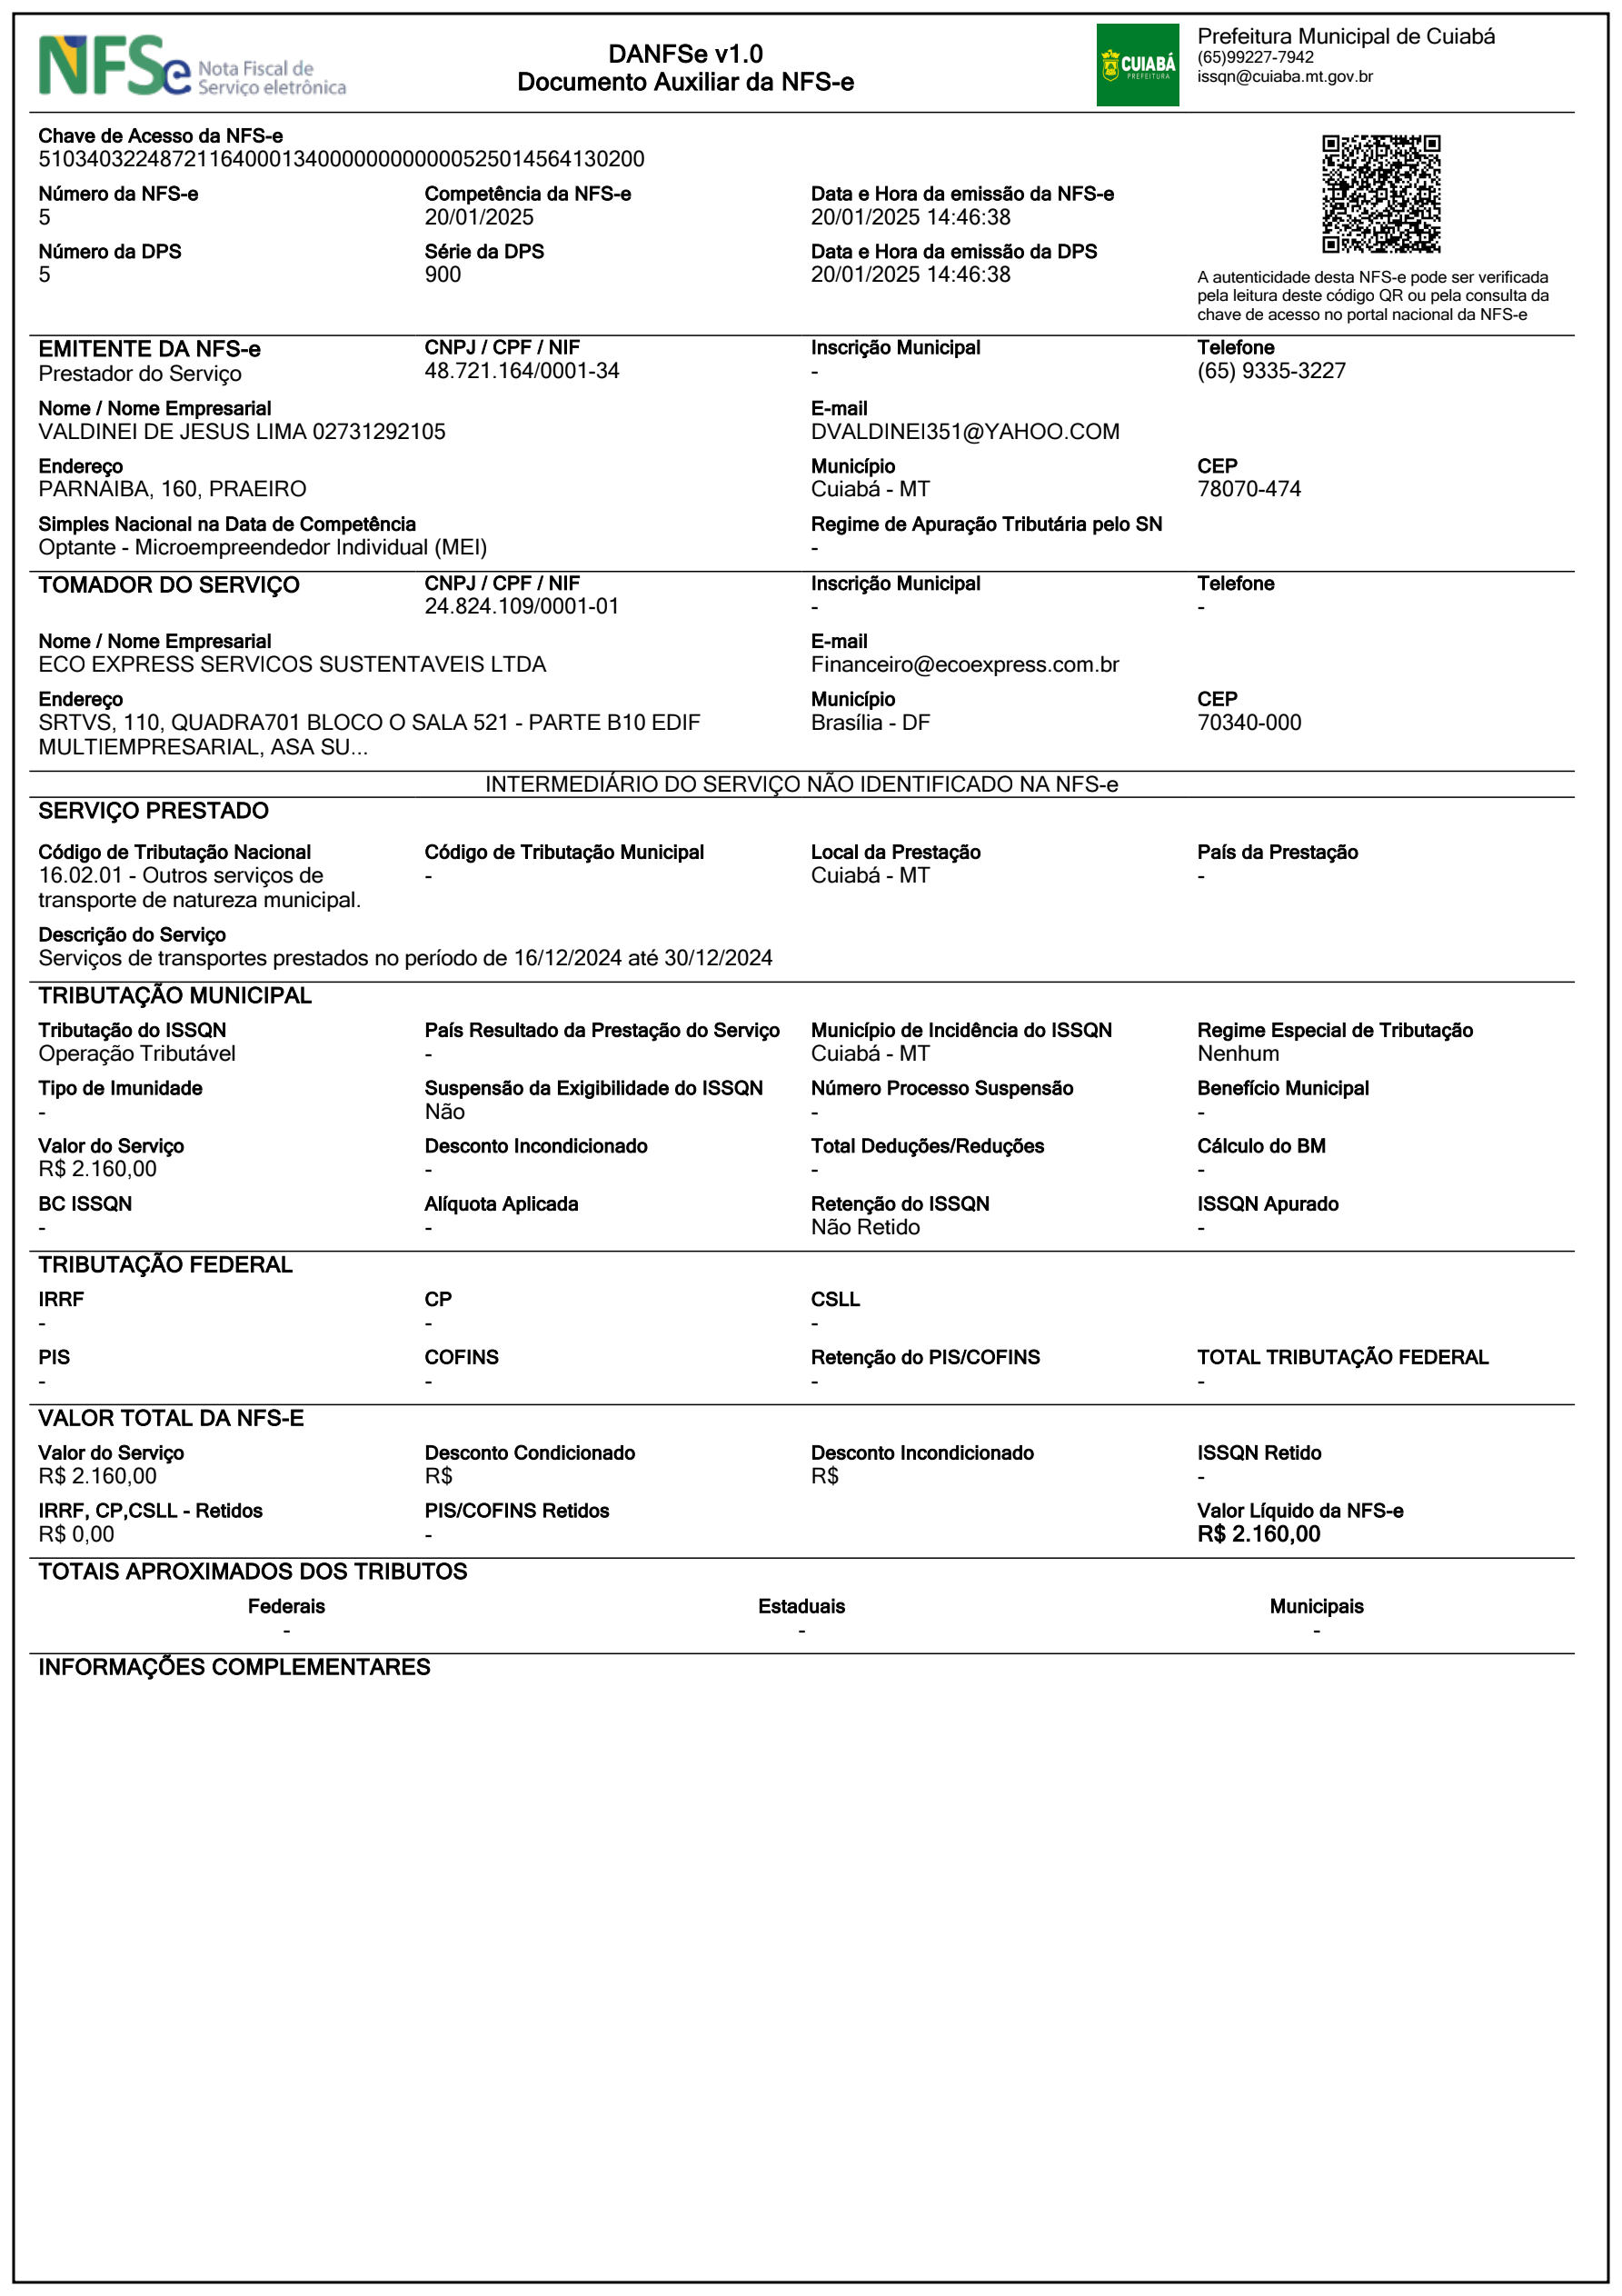 NFSe Nota Fiscal de
Serviço eletrônica
DANFSe v1.0
Documento Auxiliar da NFS-e
CUIABÁ
PREFEITURA
Prefeitura Municipal de Cuiabá
(65)99227-7942
issqn@cuiaba.mt.gov.br
Chave de Acesso da NFS-e
51034032248721164000134000000000000525014564130200
Número da NFS-e Competência da NFS-e Data e Hora da emissão da NFS-e
5 20/01/2025 20/01/2025 14:46:38
Número da DPS Série da DPS Data e Hora da emissão da DPS
5 900 20/01/2025 14:46:38
A autenticidade desta NFS-e pode ser verificada
pela leitura deste código QR ou pela consulta da
chave de acesso no portal nacional da NFS-e
EMITENTE DA NFS-e CNPJ / CPF / NIF Inscrição Municipal Telefone
Prestador do Serviço 48.721.164/0001-34 - (65) 9335-3227
Nome / Nome Empresarial E-mail
VALDINEI DE JESUS LIMA 02731292105 DVALDINEI351@YAHOO.COM
Endereço Município CEP
PARNAIBA, 160, PRAEIRO Cuiabá - MT 78070-474
Simples Nacional na Data de Competência Regime de Apuração Tributária pelo SN
Optante - Microempreendedor Individual (MEI) -
TOMADOR DO SERVIÇO CNPJ / CPF / NIF Inscrição Municipal Telefone
24.824.109/0001-01 - -
Nome / Nome Empresarial E-mail
ECO EXPRESS SERVICOS SUSTENTAVEIS LTDA Financeiro@ecoexpress.com.br
Endereço Município CEP
SRTVS, 110, QUADRA701 BLOCO O SALA 521 - PARTE B10 EDIF Brasília - DF 70340-000
MULTIEMPRESARIAL, ASA SU...
INTERMEDIÁRIO DO SERVIÇO NÃO IDENTIFICADO NA NFS-e
SERVIÇO PRESTADO
Código de Tributação Nacional Código de Tributação Municipal Local da Prestação País da Prestação
16.02.01 - Outros serviços de - Cuiabá - MT -
transporte de natureza municipal.
Descrição do Serviço
Serviços de transportes prestados no período de 16/12/2024 até 30/12/2024
TRIBUTAÇÃO MUNICIPAL
Tributação do ISSQN País Resultado da Prestação do Serviço Município de Incidência do ISSQN Regime Especial de Tributação
Operação Tributável - Cuiabá - MT Nenhum
Tipo de Imunidade Suspensão da Exigibilidade do ISSQN Número Processo Suspensão Benefício Municipal
- Não - -
Valor do Serviço Desconto Incondicionado Total Deduções/Reduções Cálculo do BM
R$ 2.160,00 - - -
BC ISSQN Alíquota Aplicada Retenção do ISSQN ISSQN Apurado
- - Não Retido -
TRIBUTAÇÃO FEDERAL
IRRF CP CSLL
- - -
PIS COFINS Retenção do PIS/COFINS TOTAL TRIBUTAÇÃO FEDERAL
- - - -
VALOR TOTAL DA NFS-E
Valor do Serviço Desconto Condicionado Desconto Incondicionado ISSQN Retido
R$ 2.160,00 R$ R$ -
IRRF, CP,CSLL - Retidos PIS/COFINS Retidos Valor Líquido da NFS-e
R$ 0,00 - R$ 2.160,00
TOTAIS APROXIMADOS DOS TRIBUTOS
Federais Estaduais Municipais
- - -
INFORMAÇÕES COMPLEMENTARES